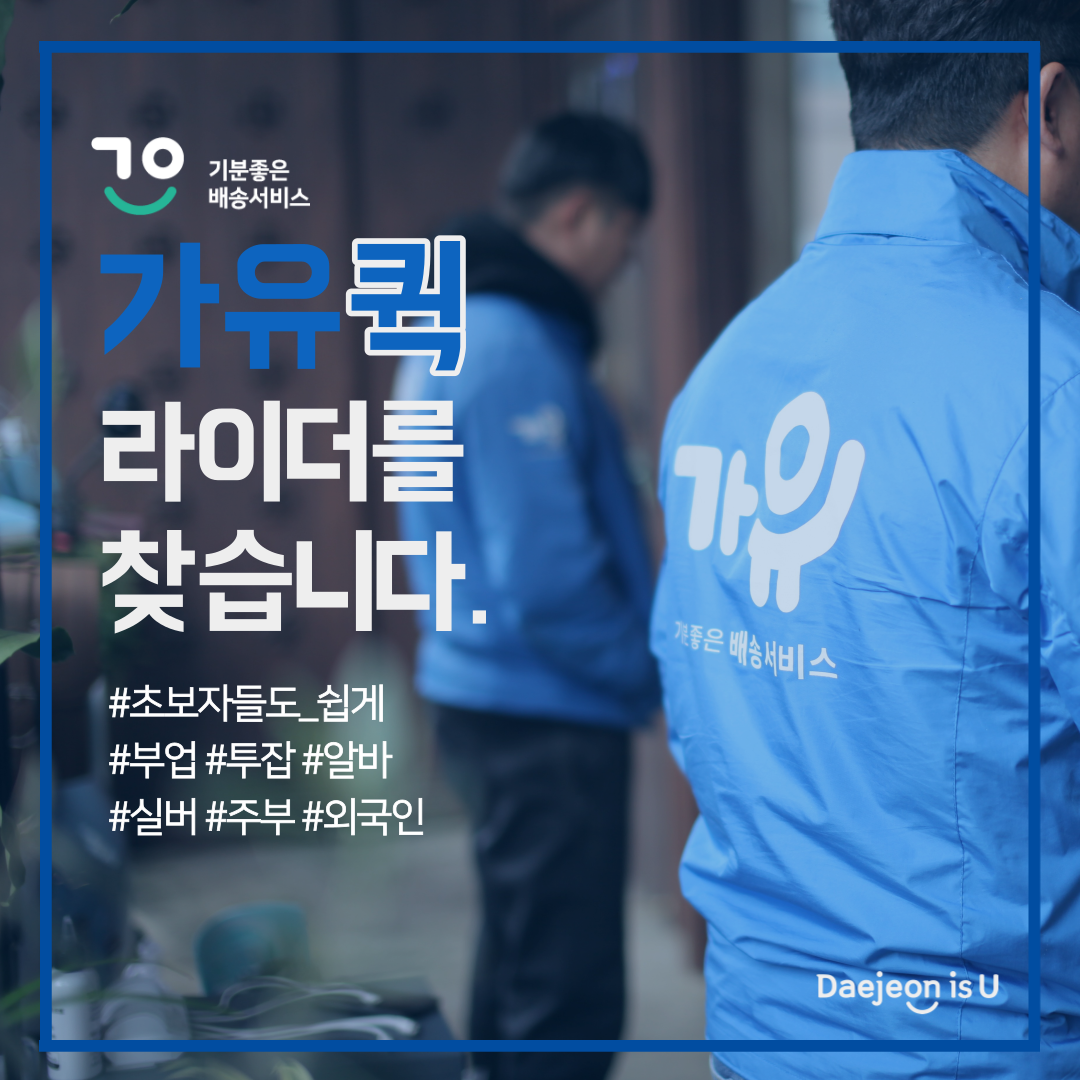 기분좋은
배송서비스
가유퀵
라이더를
찾습니다.
#초보자들도_쉽게
#부업 #투잡 #알바
#실버 #주부 #외국인
가유
기분좋은 배송서비스
Daejeon is U